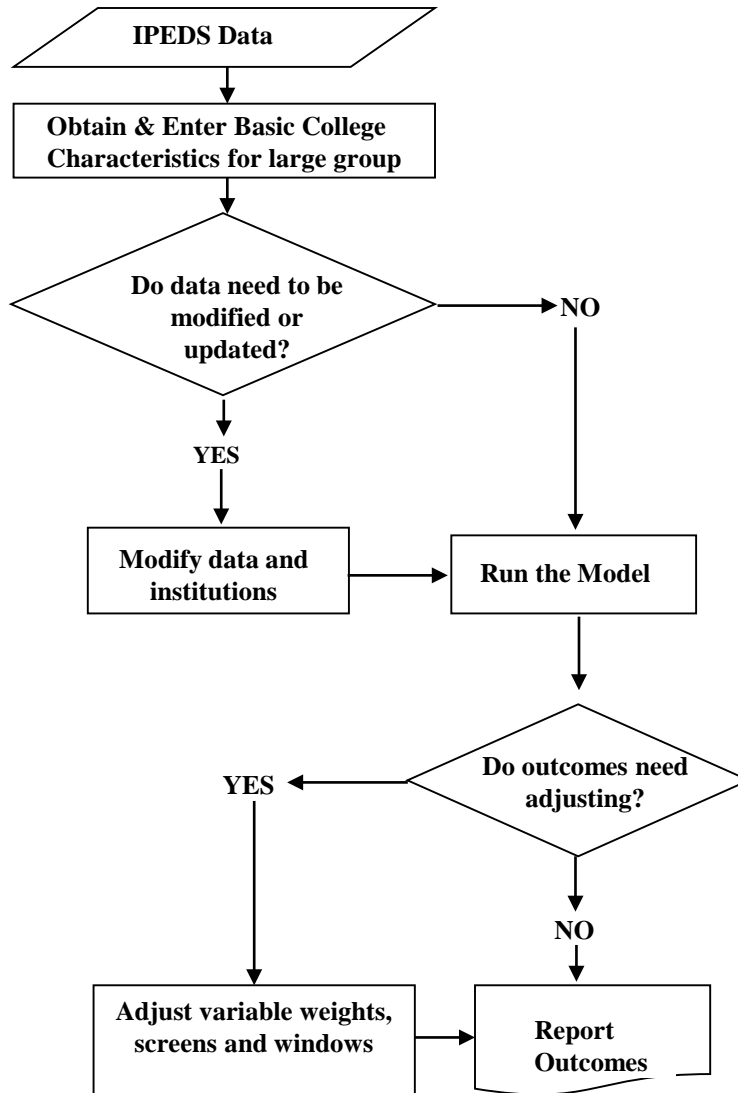 IPEDS Data
Obtain & Enter Basic College
Characteristics for large group
Do data need to be
modified or
updated?
NO
YES
Modify data and
institutions
Run the Model
Do outcomes need
adjusting?
YES
NO
Adjust variable weights,
screens and windows
Report
Outcomes